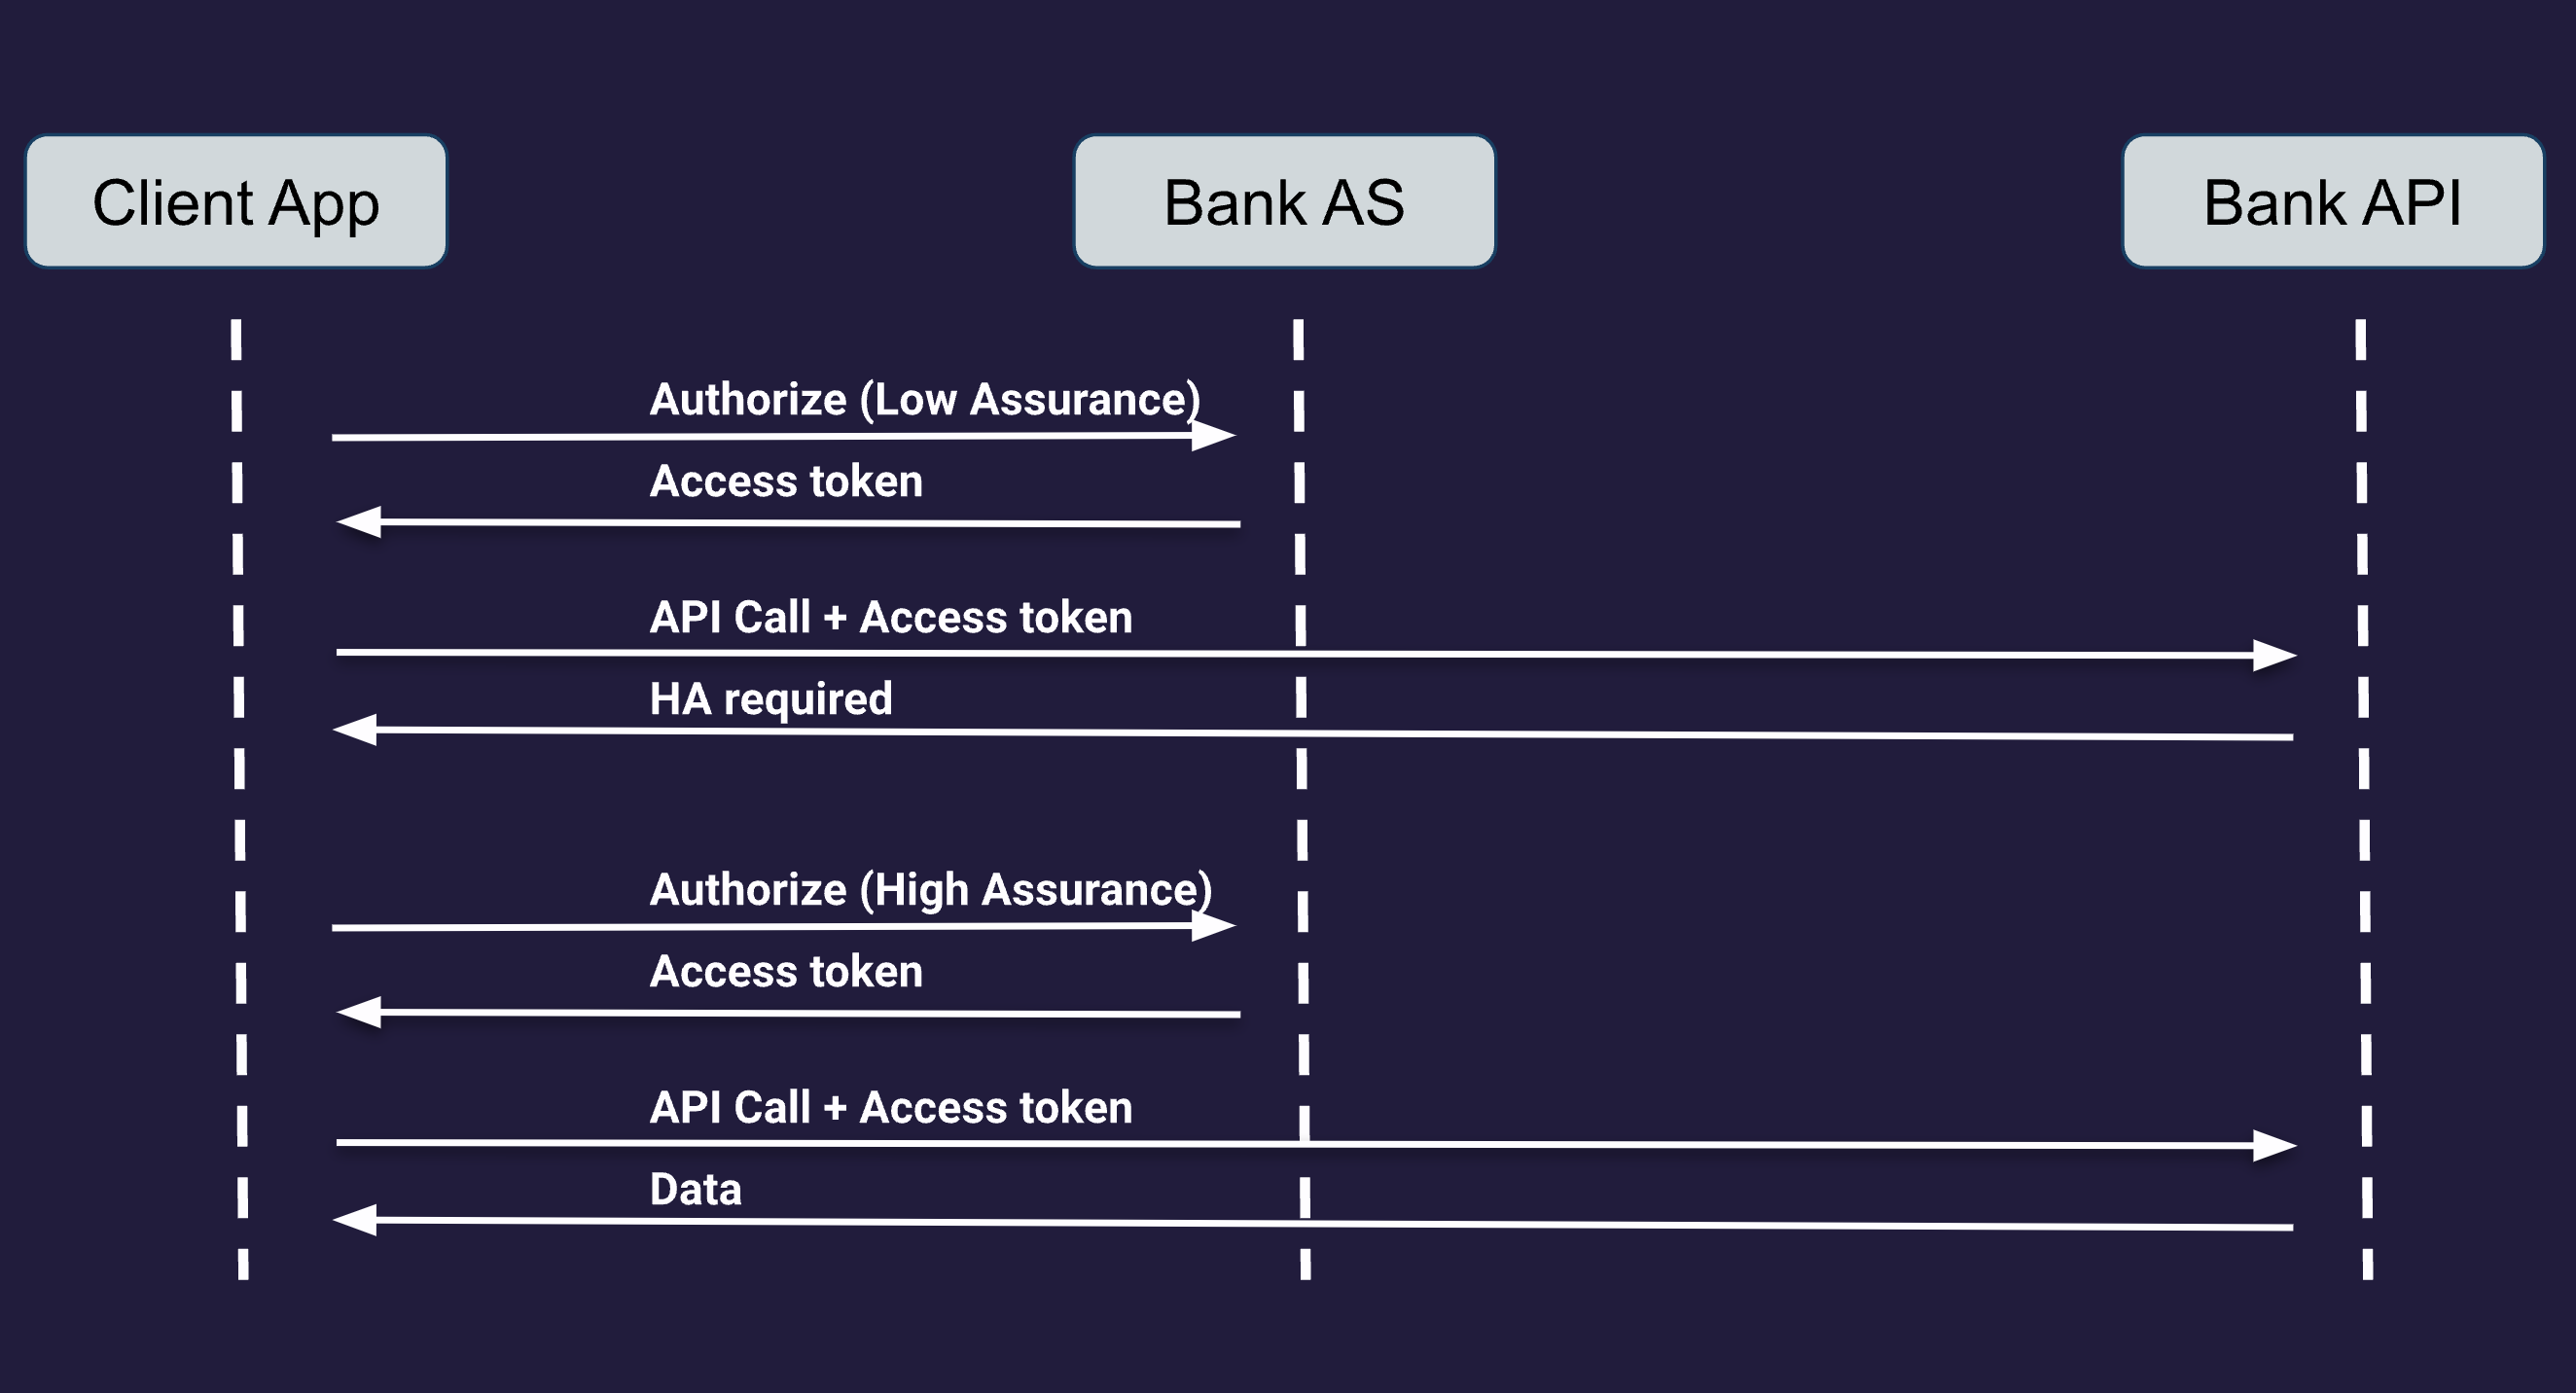 Client App
Bank AS
Bank API
Authorize (Low Assurance)
Access token
API Call + Access token
HA required
Authorize (High Assurance)
Access token
API Call + Access token
Data